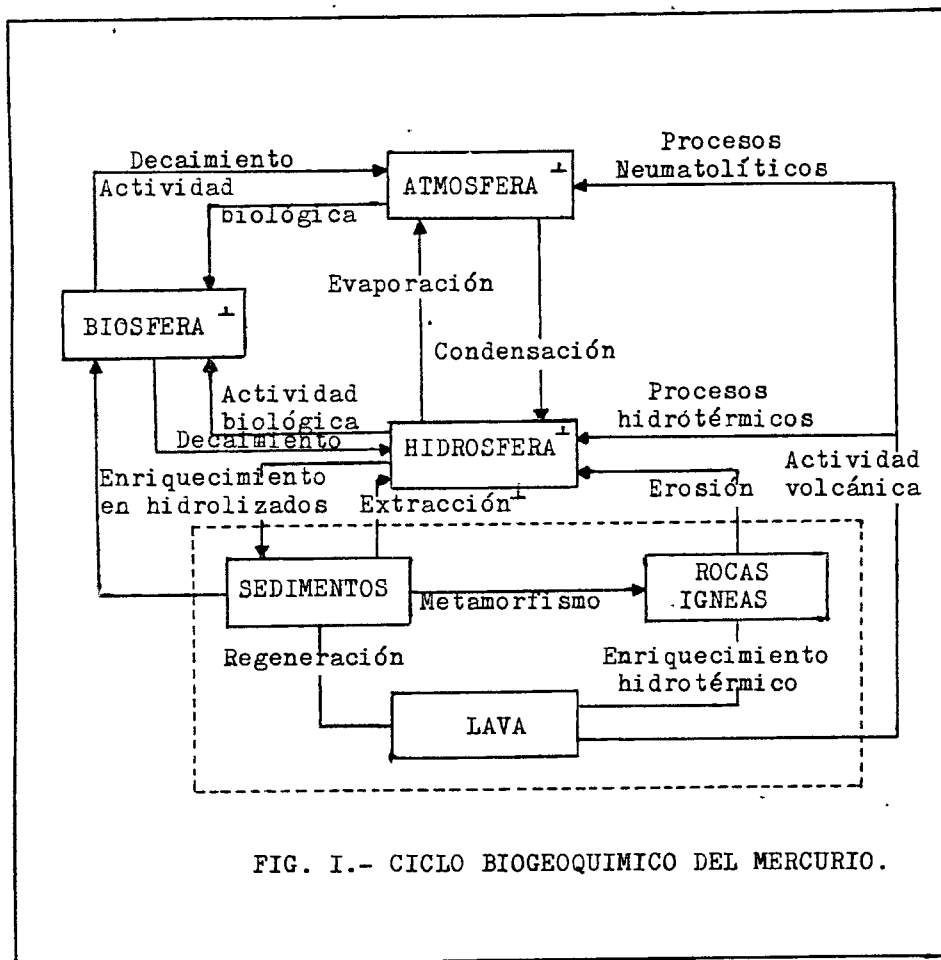 Decaimiento
Actividad
biológica
ATMOSFERA ⊥
Procesos
Neumatolíticos
Evaporación
BIOSFERA ⊥
Condensación
Actividad
biológica
Decaimiento
HIDROSFERA ⊥
Procesos
hidrotérmicos
Enriquecimiento
en hidrolizados
Extracción ⊥
Erosión
Actividad
volcánica
SEDIMENTOS
Metamorfismo
ROCAS
IGNEAS
Regeneración
Enriquecimiento
hidrotérmico
LAVA
FIG. I.- CICLO BIOGEOQUIMICO DEL MERCURIO.